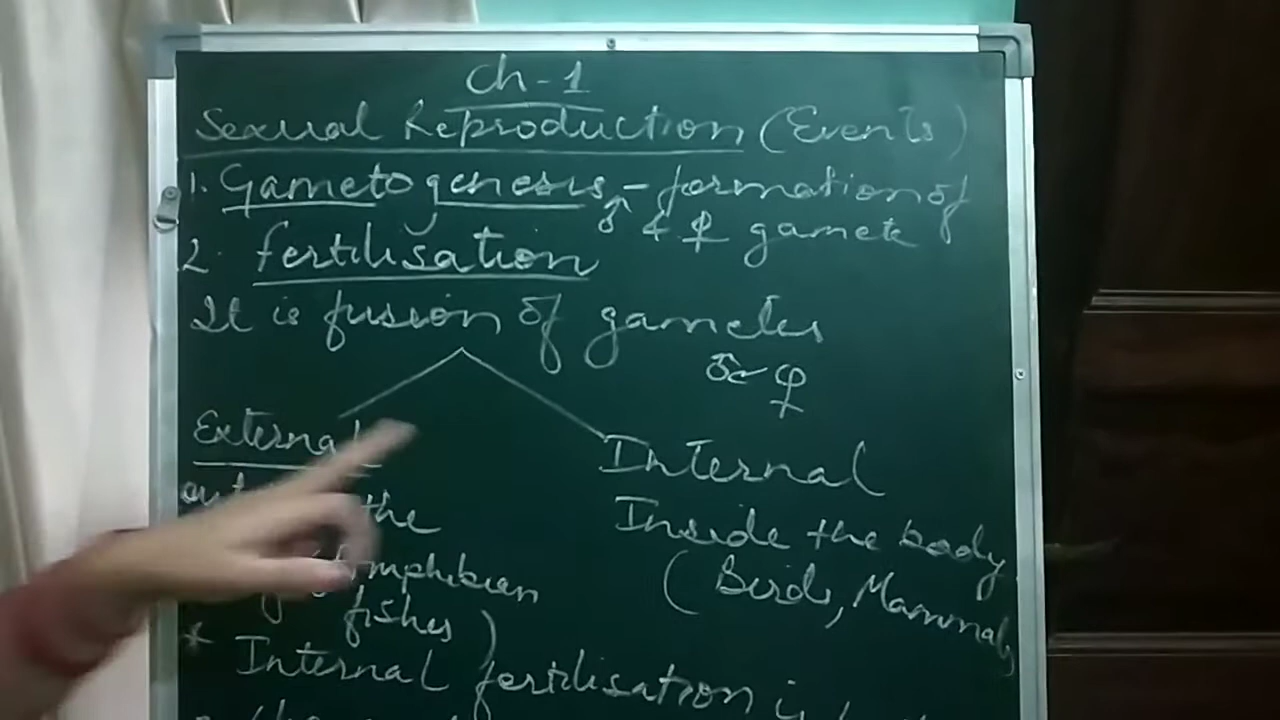 Ch-1
Sexual Reproduction (Events)
1. Gametogenesis - formation of
♂ & ♀ gamete
2. fertilisation
It is fusion of gametes
♂ ♀
External
Internal
the
Inside the body
Amphibian
(Birds, Mammals
fishes)
* Internal fertilisation is